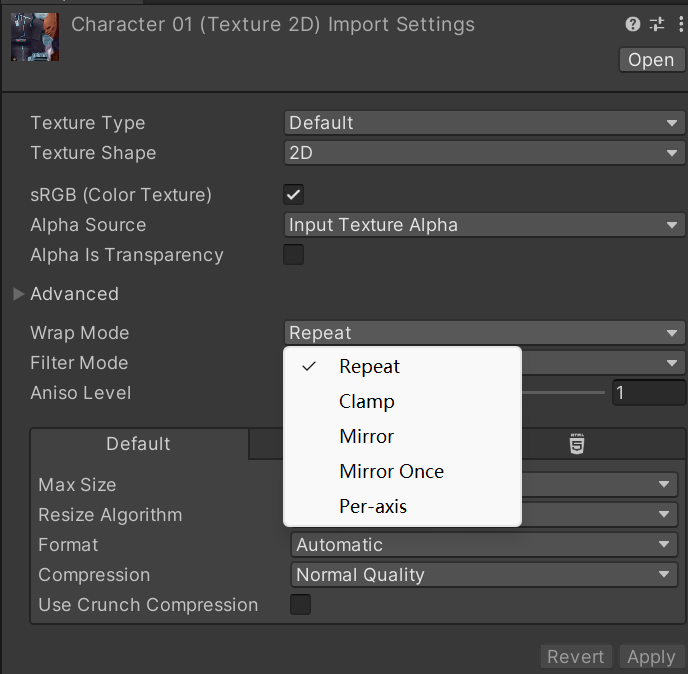 Character 01 (Texture 2D) Import Settings
Open
Texture Type Default
Texture Shape 2D
sRGB (Color Texture)
Alpha Source Input Texture Alpha
Alpha Is Transparency
Advanced
Wrap Mode Repeat
Filter Mode
Repeat
Aniso Level 1
Clamp
Mirror
Mirror Once
Per-axis
Default
HTML 5
Max Size
Resize Algorithm
Format Automatic
Compression Normal Quality
Use Crunch Compression
Revert Apply